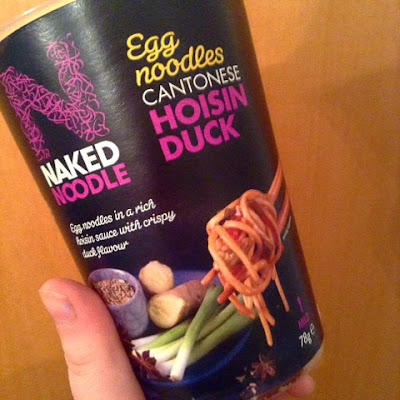 Egg
noodles
CANTONESE
HOISIN
DUCK
N
NAKED
NOODLE
Egg noodles in a rich
hoisin sauce with crispy
duck flavour
78g e